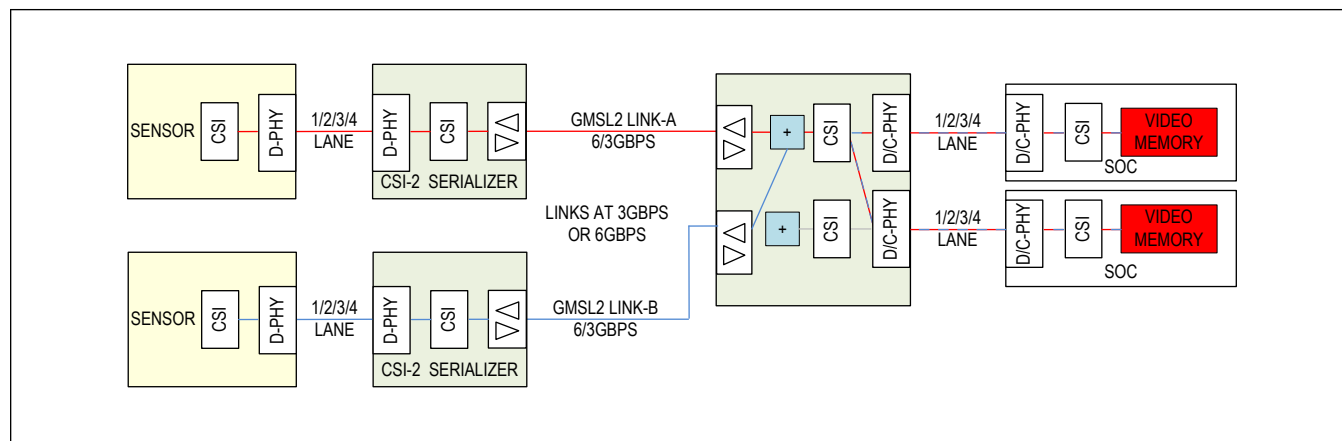 SENSOR
CSI
D-PHY
1/2/3/4
LANE
D-PHY
CSI
CSI-2 SERIALIZER
GMSL2 LINK-A
6/3GBPS
+
CSI
D/C-PHY
1/2/3/4
LANE
D/C-PHY
CSI
VIDEO
MEMORY
SOC
LINKS AT 3GBPS
OR 6GBPS
+
CSI
D/C-PHY
1/2/3/4
LANE
D/C-PHY
CSI
VIDEO
MEMORY
SOC
SENSOR
CSI
D-PHY
1/2/3/4
LANE
D-PHY
CSI
CSI-2 SERIALIZER
GMSL2 LINK-B
6/3GBPS